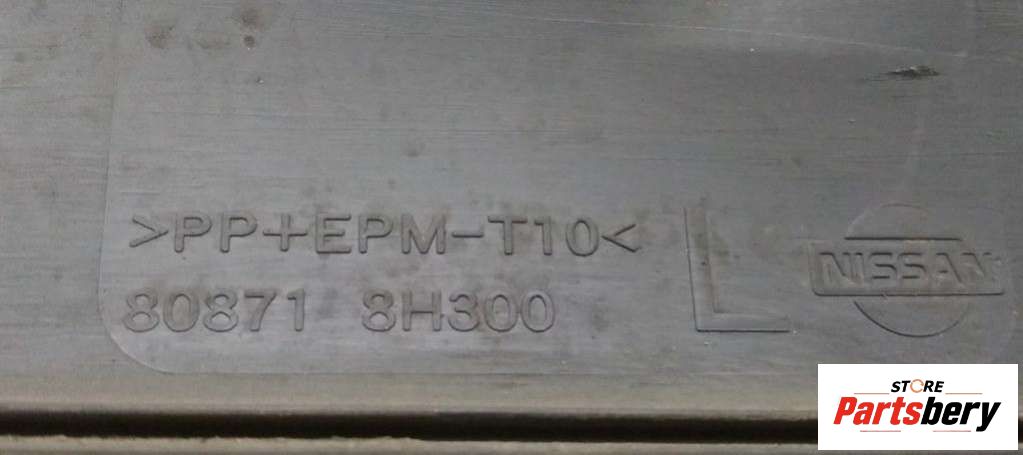 >PP+EPM-T10<
80871 8H300
L
NISSAN
STORE
Partsbery